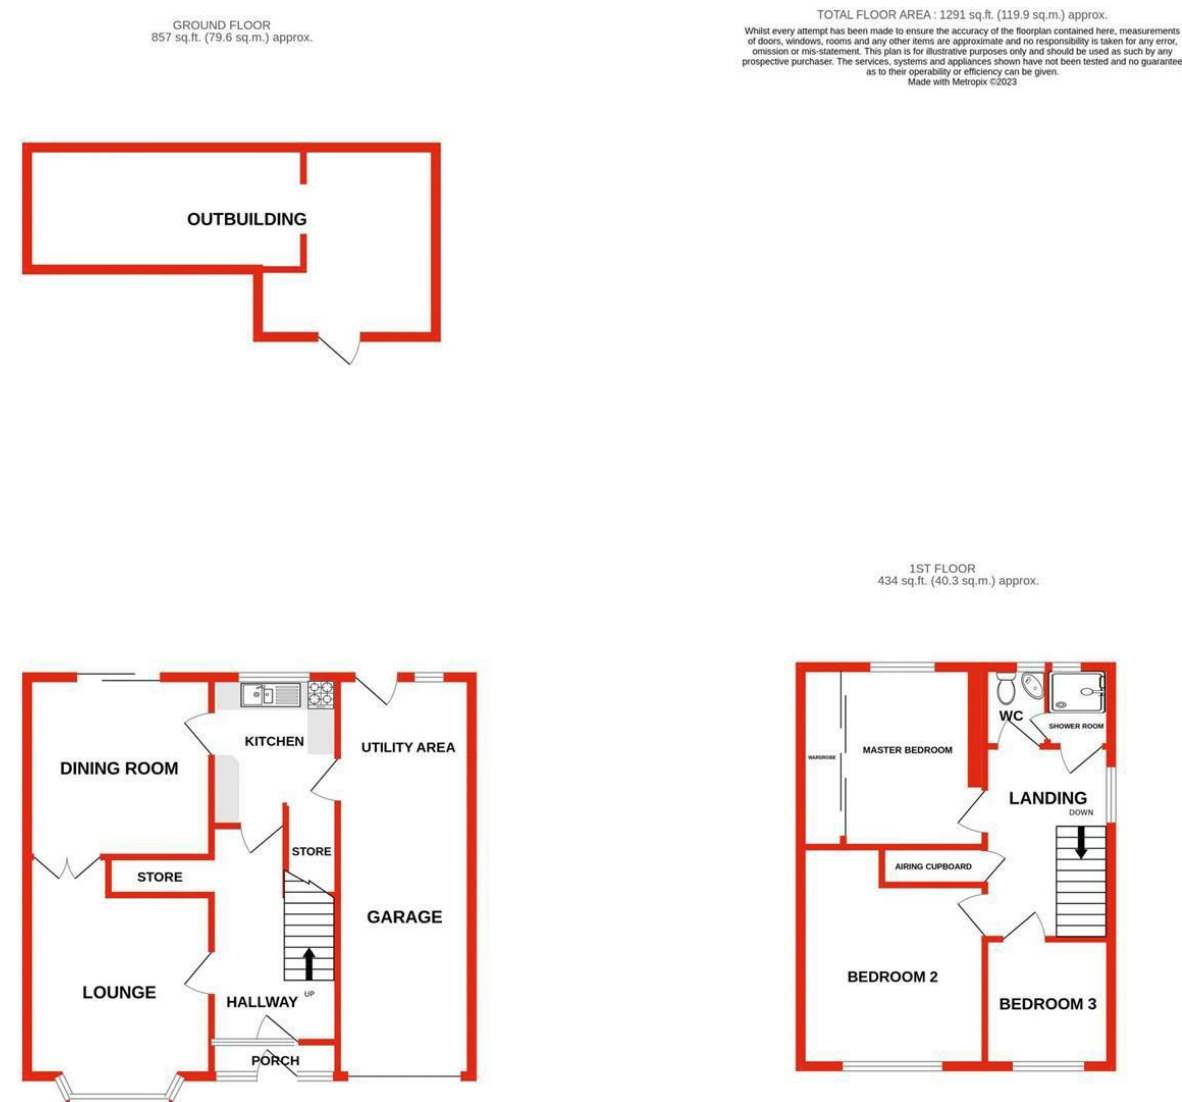 GROUND FLOOR
857 sq.ft. (79.6 sq.m.) approx.
TOTAL FLOOR AREA : 1291 sq.ft. (119.9 sq.m.) approx.
Whilst every attempt has been made to ensure the accuracy of the floorplan contained here, measurements
of doors, windows, rooms and any other items are approximate and no responsibility is taken for any error,
omission or mis-statement. This plan is for illustrative purposes only and should be used as such by any
prospective purchaser. The services, systems and appliances shown have not been tested and no guarantee
as to their operability or efficiency can be given.
Made with Metropix ©2023
OUTBUILDING
1ST FLOOR
434 sq.ft. (40.3 sq.m.) approx.
KITCHEN
UTILITY AREA
DINING ROOM
STORE
STORE
GARAGE
LOUNGE
HALLWAY
UP
PORCH
WC
SHOWER ROOM
MASTER BEDROOM
WARDROBE
LANDING
DOWN
AIRING CUPBOARD
BEDROOM 2
BEDROOM 3